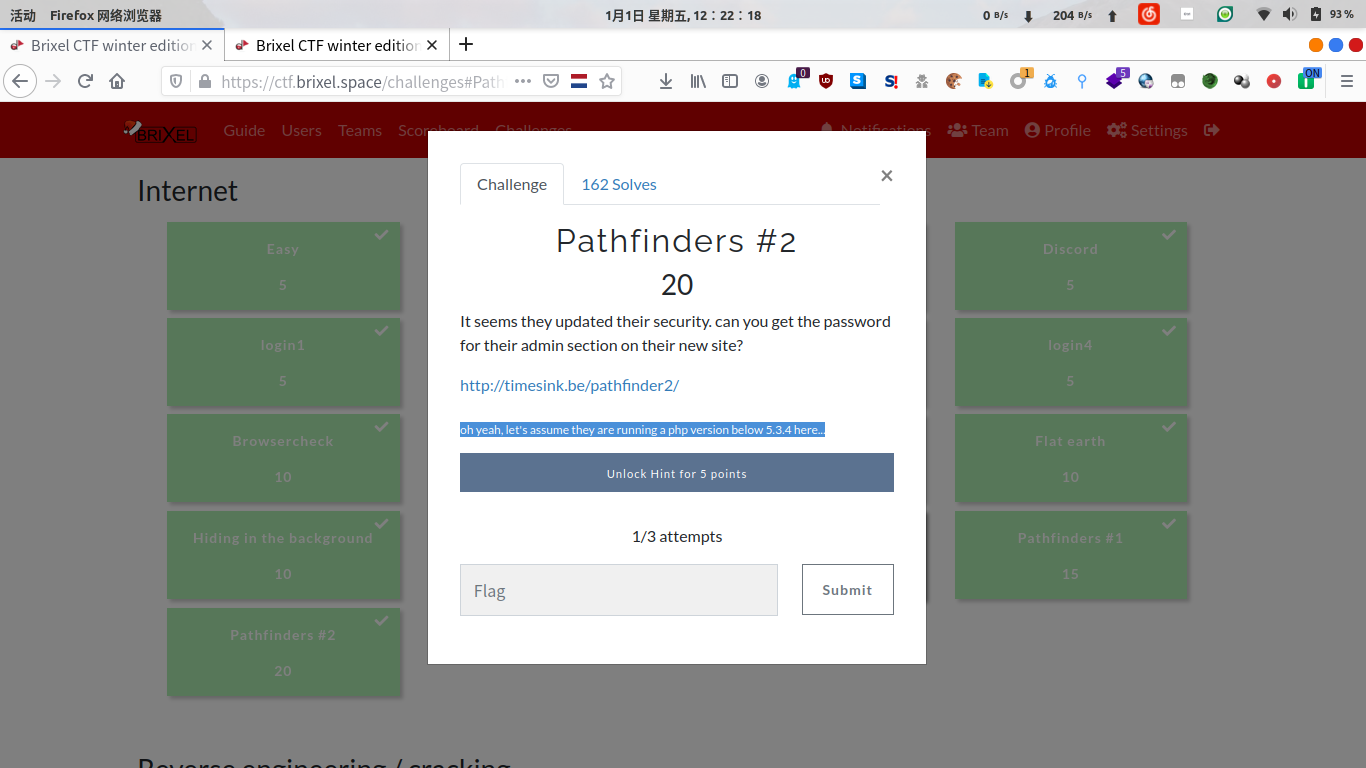 活动 Firefox 网络浏览器 1月1日 星期五, 12：22：18 0 B/s 204 B/s 93 %
Brixel CTF winter edition
Brixel CTF winter edition
https://ctf.brixel.space/challenges#Path
0 1 5 ON
BRIXEL Guide Users Teams Scoreboard Challenges Notifications Team Profile Settings
Internet
Challenge 162 Solves ×
Pathfinders #2
20
It seems they updated their security. can you get the password
for their admin section on their new site?
http://timesink.be/pathfinder2/
oh yeah, let's assume they are running a php version below 5.3.4 here...
Unlock Hint for 5 points
1/3 attempts
Flag Submit
Easy
5
Discord
5
login1
5
login4
5
Browsercheck
10
Flat earth
10
Hiding in the background
10
Pathfinders #1
15
Pathfinders #2
20
Reverse engineering / cracking